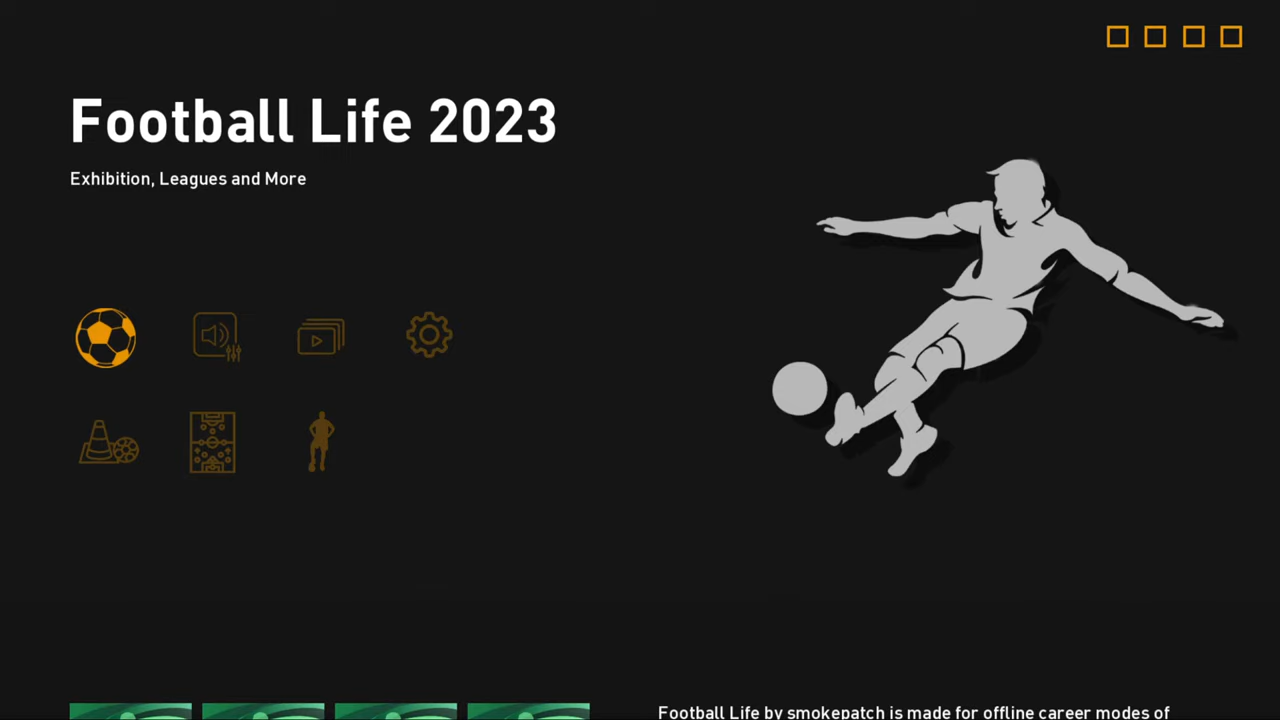 Football Life 2023
Exhibition, Leagues and More
Football Life by smokepatch is made for offline career modes of